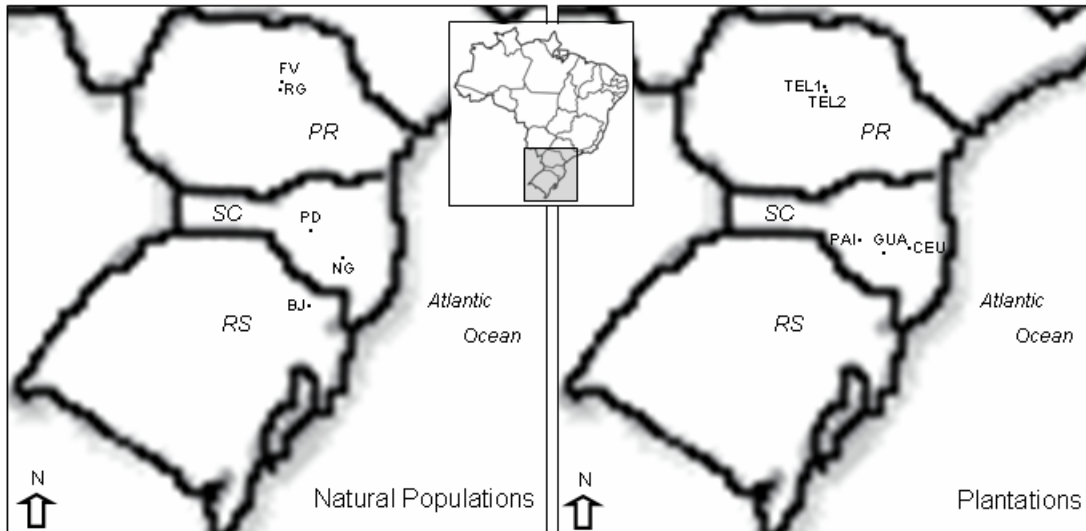 FV
RG
PR
SC
PD
NG
BJ
RS
Atlantic
Ocean
N
Natural Populations
TEL1
TEL2
PR
SC
PAI
GUA
CEU
RS
Atlantic
Ocean
N
Plantations